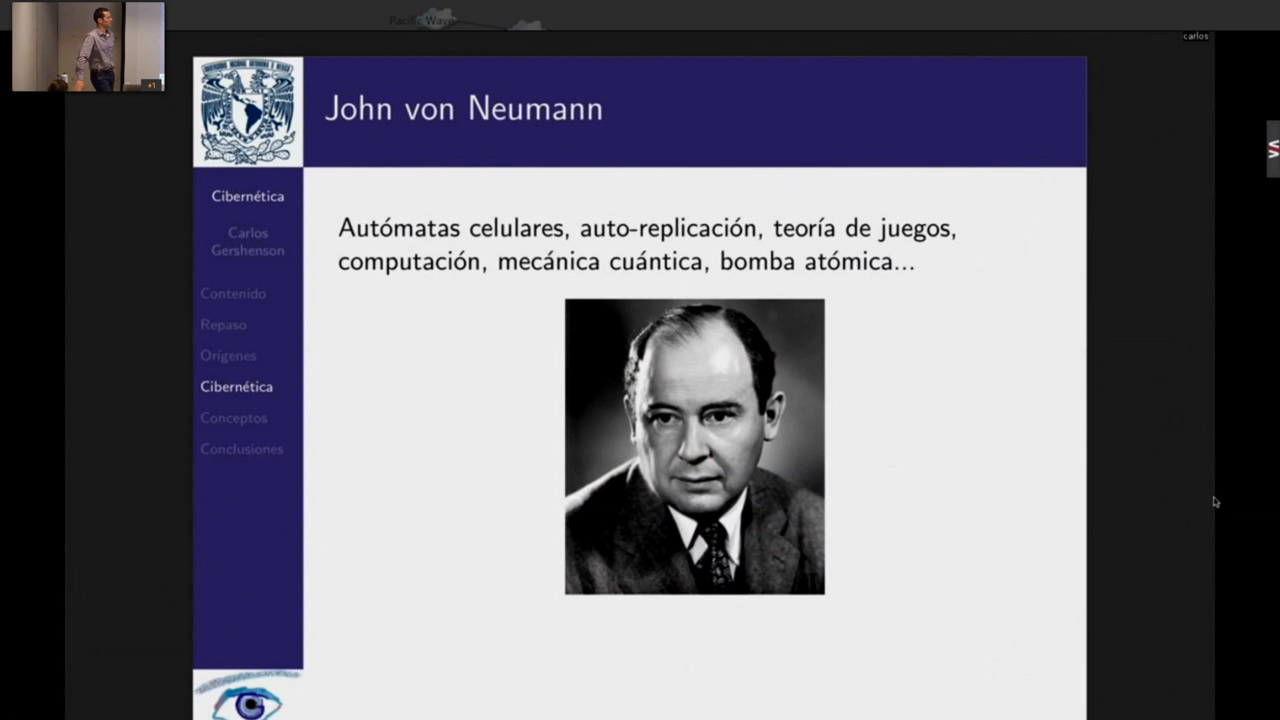 Pacific Wave
carlos
John von Neumann
Cibernética
Carlos
Gershenson
Contenido
Repaso
Orígenes
Cibernética
Conceptos
Conclusiones
Autómatas celulares, auto-replicación, teoría de juegos,
computación, mecánica cuántica, bomba atómica...